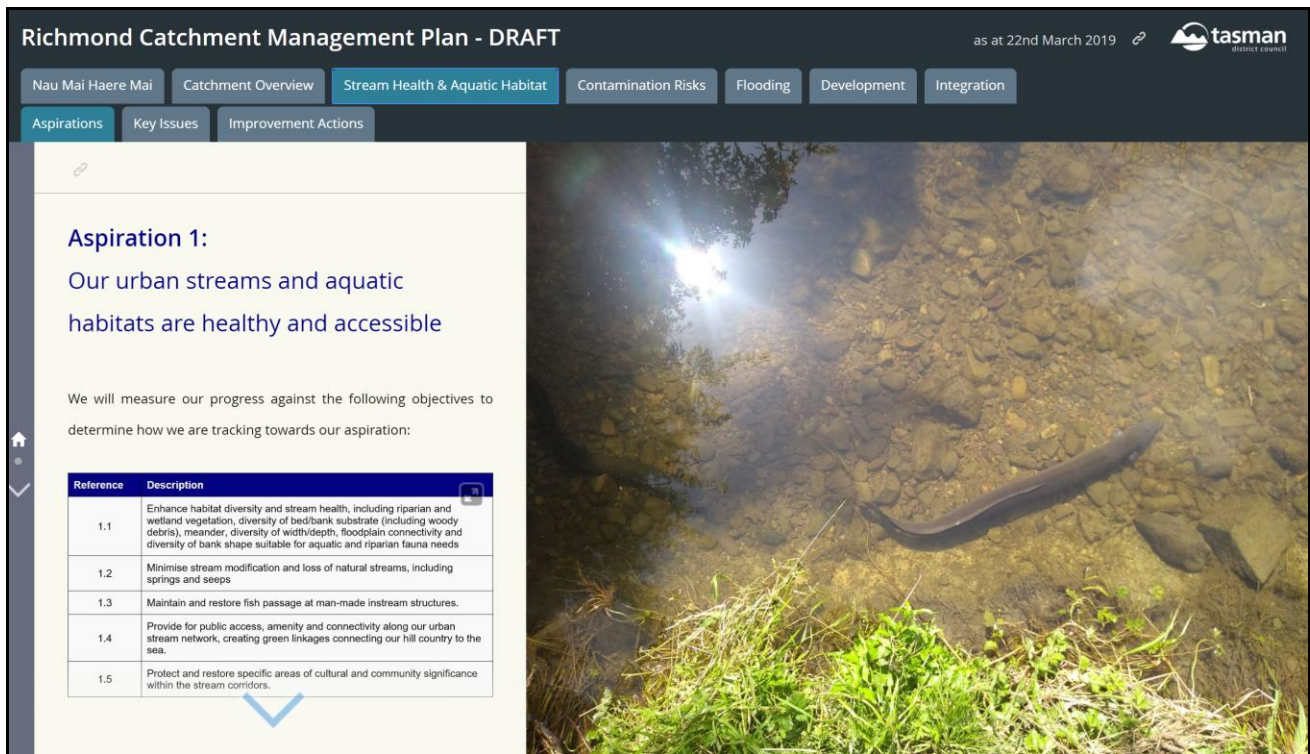 Richmond Catchment Management Plan - DRAFT
as at 22nd March 2019
tasman
district council
Nau Mai Haere Mai
Catchment Overview
Stream Health & Aquatic Habitat
Contamination Risks
Flooding
Development
Integration
Aspirations
Key Issues
Improvement Actions
Aspiration 1:
Our urban streams and aquatic
habitats are healthy and accessible
We will measure our progress against the following objectives to
determine how we are tracking towards our aspiration:
Reference Description
1.1 Enhance habitat diversity and stream health, including riparian and
wetland vegetation, diversity of bed/bank substrate (including woody
debris), meander, diversity of width/depth, floodplain connectivity and
diversity of bank shape suitable for aquatic and riparian fauna needs
1.2 Minimise stream modification and loss of natural streams, including
springs and seeps
1.3 Maintain and restore fish passage at man-made instream structures.
1.4 Provide for public access, amenity and connectivity along our urban
stream network, creating green linkages connecting our hill country to the
sea.
1.5 Protect and restore specific areas of cultural and community significance
within the stream corridors.